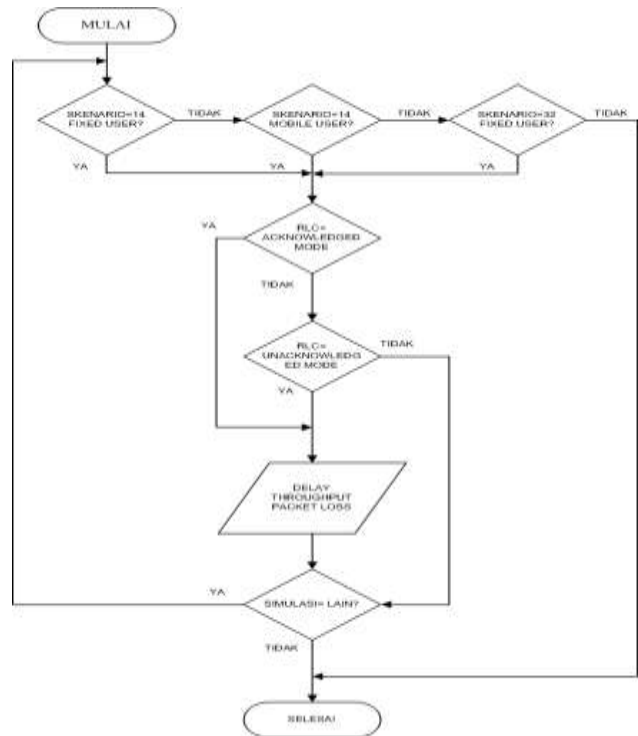 MULAI
SKENARIO=14
FIXED USER?
TIDAK
SKENARIO=14
MOBILE USER?
TIDAK
SKENARIO=32
FIXED USER?
TIDAK
YA
YA
YA
YA
RLC=
ACKNOWLEDGED
MODE
TIDAK
RLC=
UNACKNOWLEDG
ED MODE
TIDAK
YA
DELAY
THROUGHPUT
PACKET LOSS
YA
SIMULASI= LAIN?
TIDAK
SELESAI